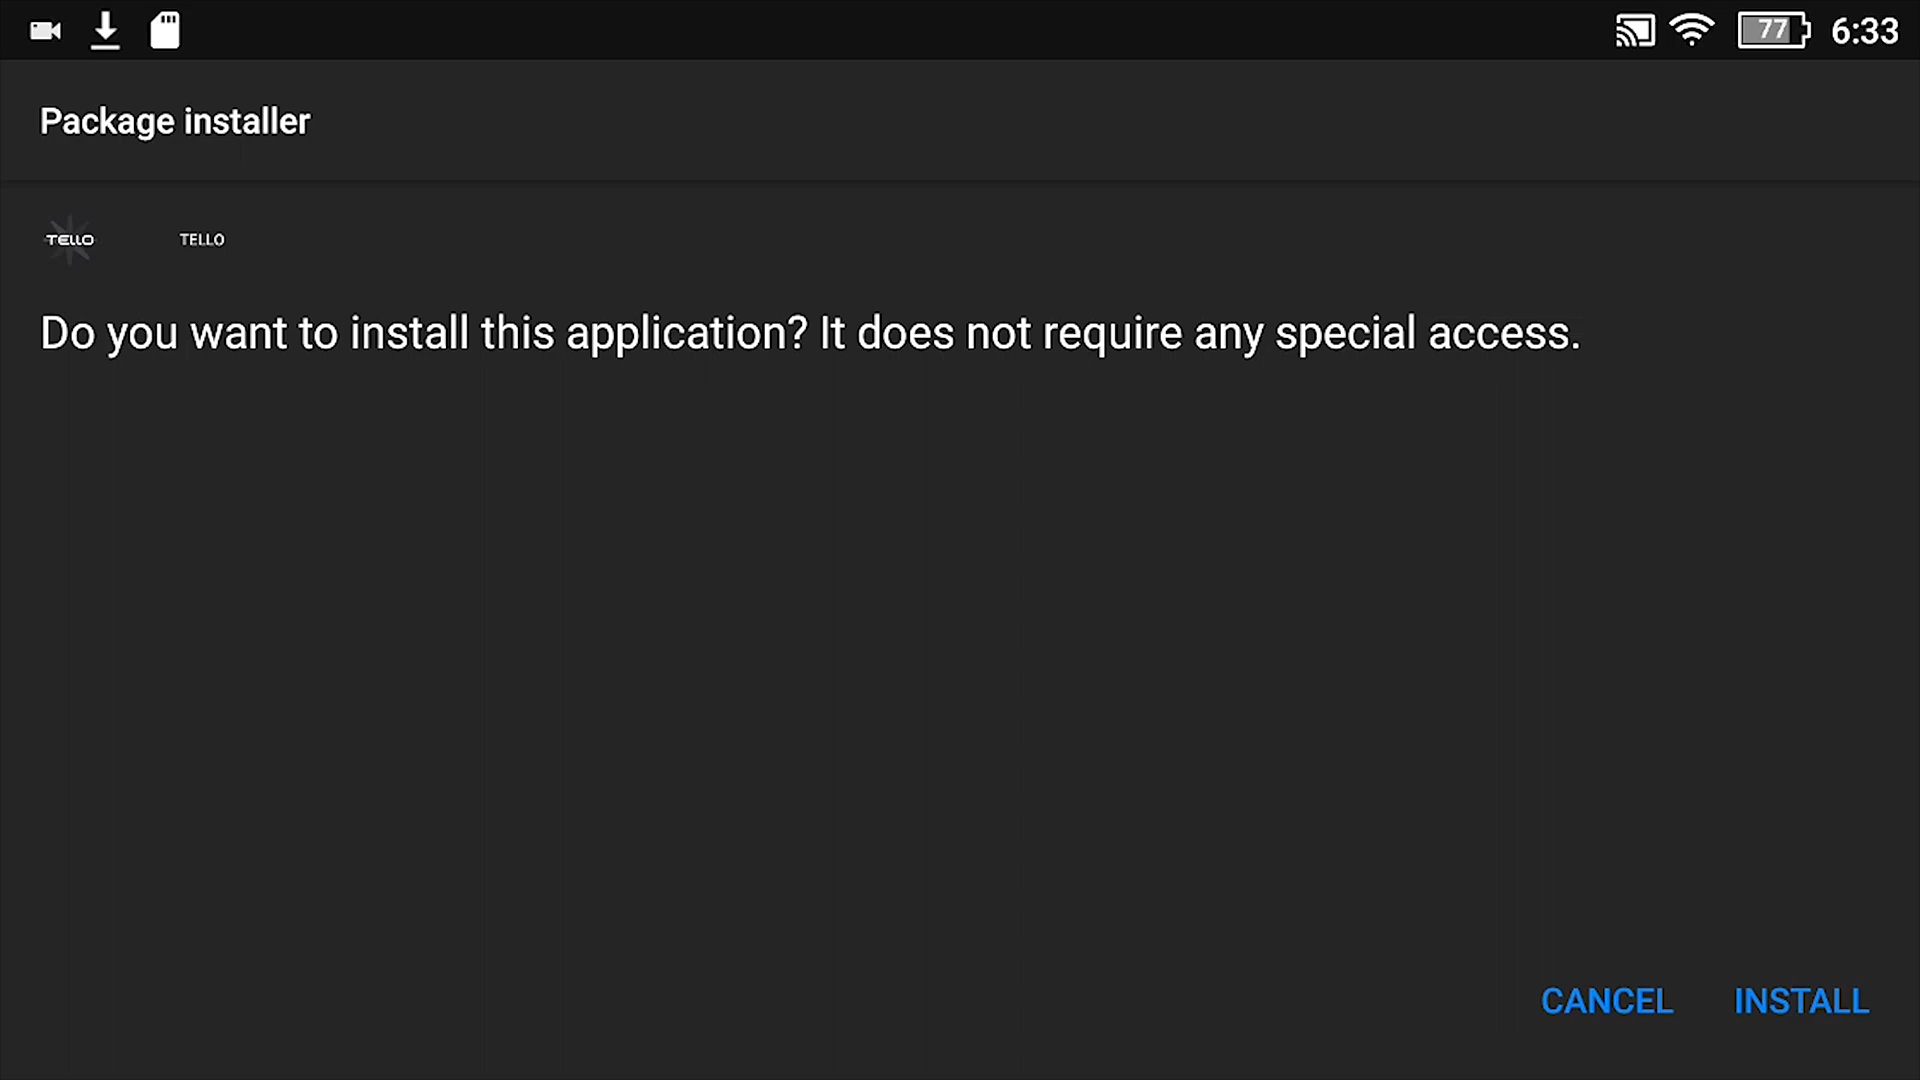 77 6:33
Package installer
TELLO TELLO
Do you want to install this application? It does not require any special access.
CANCEL INSTALL